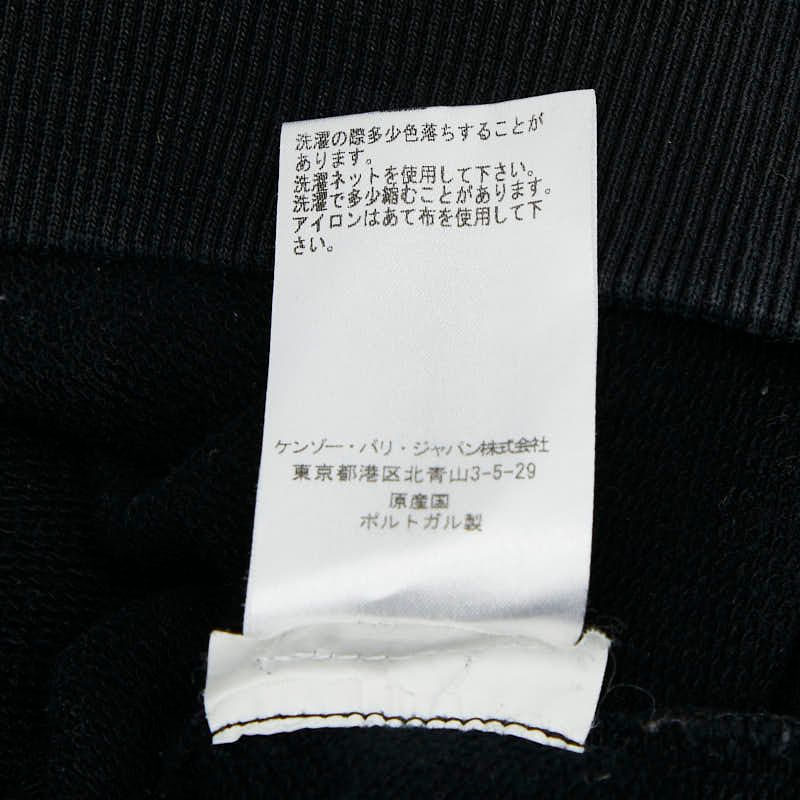 洗濯の際多少色落ちすることが
あります。
洗濯ネットを使用して下さい。
洗濯で多少縮むことがあります。
アイロンはあて布を使用して下
さい。
ケンゾー・パリ・ジャパン株式会社
東京都港区北青山3-5-29
原産国
ポルトガル製